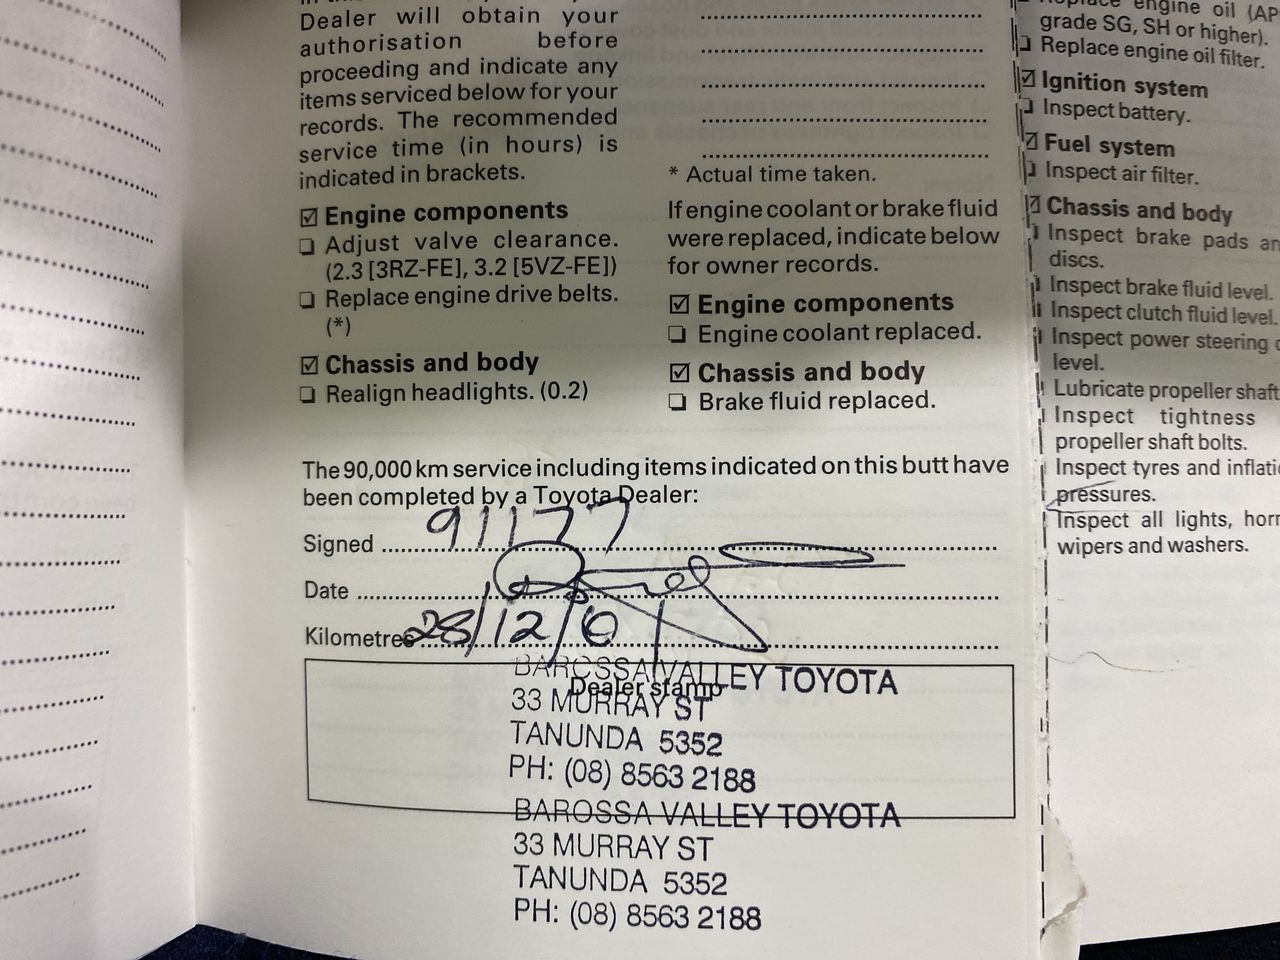 Dealer will obtain your
authorisation before
proceeding and indicate any
items serviced below for your
records. The recommended
service time (in hours) is
indicated in brackets.
☑ Engine components
❏ Adjust valve clearance.
(2.3 [3RZ-FE], 3.2 [5VZ-FE])
❏ Replace engine drive belts.
(*)
☑ Chassis and body
❏ Realign headlights. (0.2)
* Actual time taken.
If engine coolant or brake fluid
were replaced, indicate below
for owner records.
☑ Engine components
❏ Engine coolant replaced.
☑ Chassis and body
❏ Brake fluid replaced.
The 90,000 km service including items indicated on this butt have
been completed by a Toyota Dealer:
91177
Signed
Date
Kilometres 28/12/01
Dealer stamp
BAROSSA VALLEY TOYOTA
33 MURRAY ST
TANUNDA 5352
PH: (08) 8563 2188
BAROSSA VALLEY TOYOTA
33 MURRAY ST
TANUNDA 5352
PH: (08) 8563 2188
Replace engine oil (AP
grade SG, SH or higher).
❏ Replace engine oil filter.
☑ Ignition system
❏ Inspect battery.
☑ Fuel system
❏ Inspect air filter.
☑ Chassis and body
Inspect brake pads an
discs.
Inspect brake fluid level.
Inspect clutch fluid level.
Inspect power steering
level.
Lubricate propeller shaft
Inspect tightness
propeller shaft bolts.
Inspect tyres and inflati
pressures.
Inspect all lights, horn
wipers and washers.